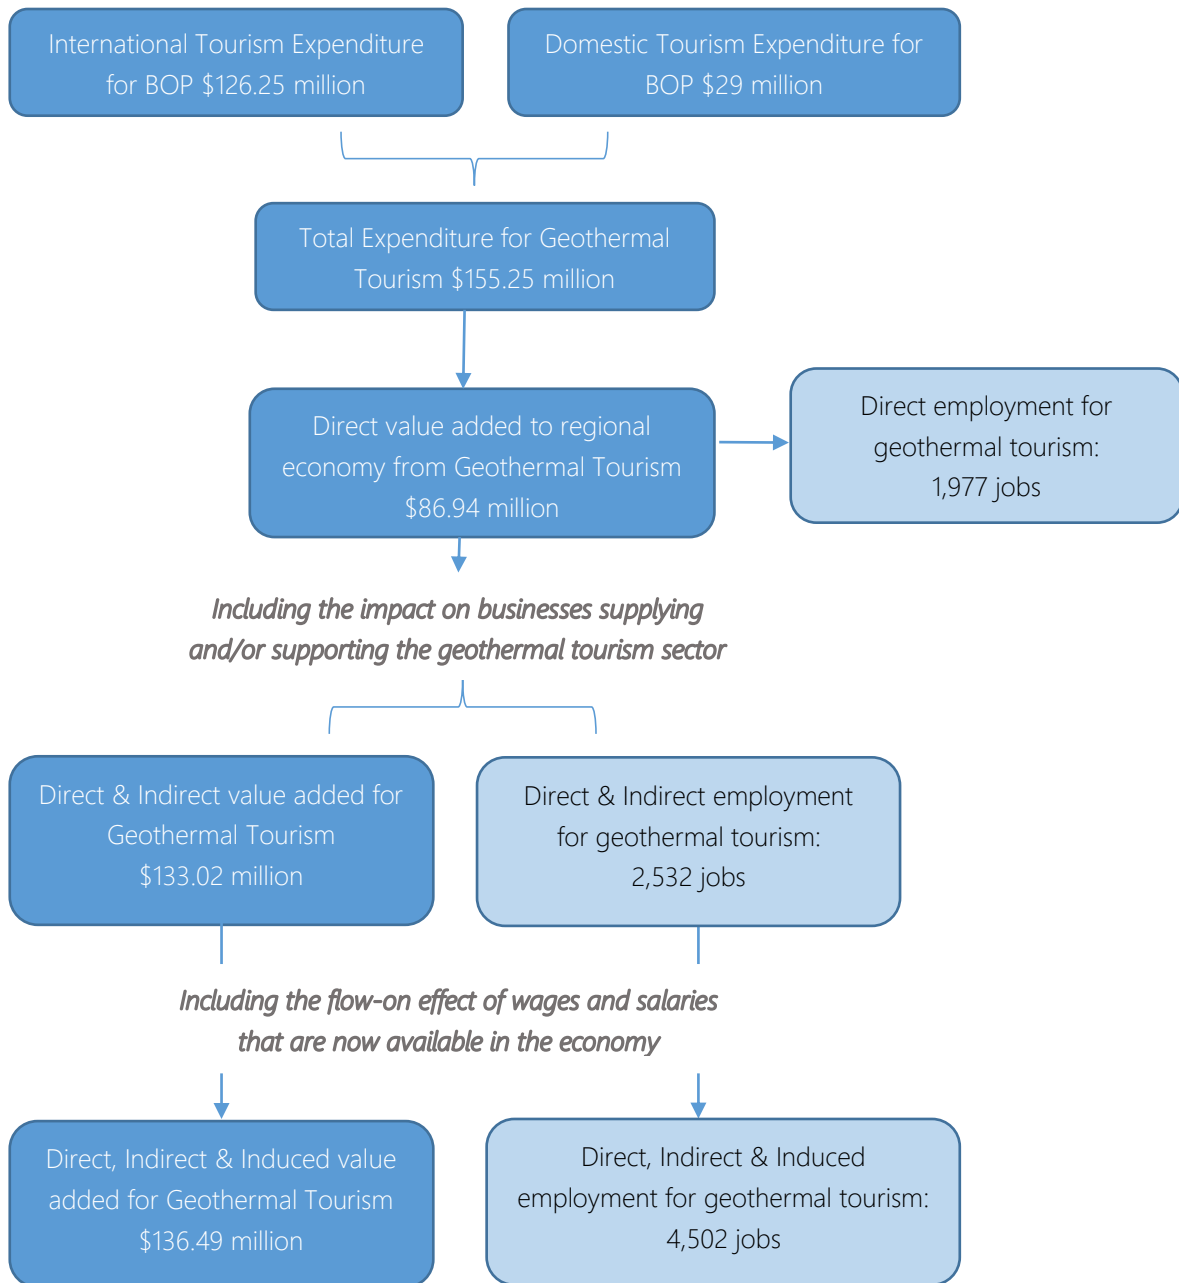 International Tourism Expenditure
for BOP $126.25 million
Domestic Tourism Expenditure for
BOP $29 million
Total Expenditure for Geothermal
Tourism $155.25 million
Direct value added to regional
economy from Geothermal Tourism
$86.94 million
Direct employment for
geothermal tourism:
1,977 jobs
Including the impact on businesses supplying
and/or supporting the geothermal tourism sector
Direct & Indirect value added for
Geothermal Tourism
$133.02 million
Direct & Indirect employment
for geothermal tourism:
2,532 jobs
Including the flow-on effect of wages and salaries
that are now available in the economy
Direct, Indirect & Induced value
added for Geothermal Tourism
$136.49 million
Direct, Indirect & Induced
employment for geothermal tourism:
4,502 jobs